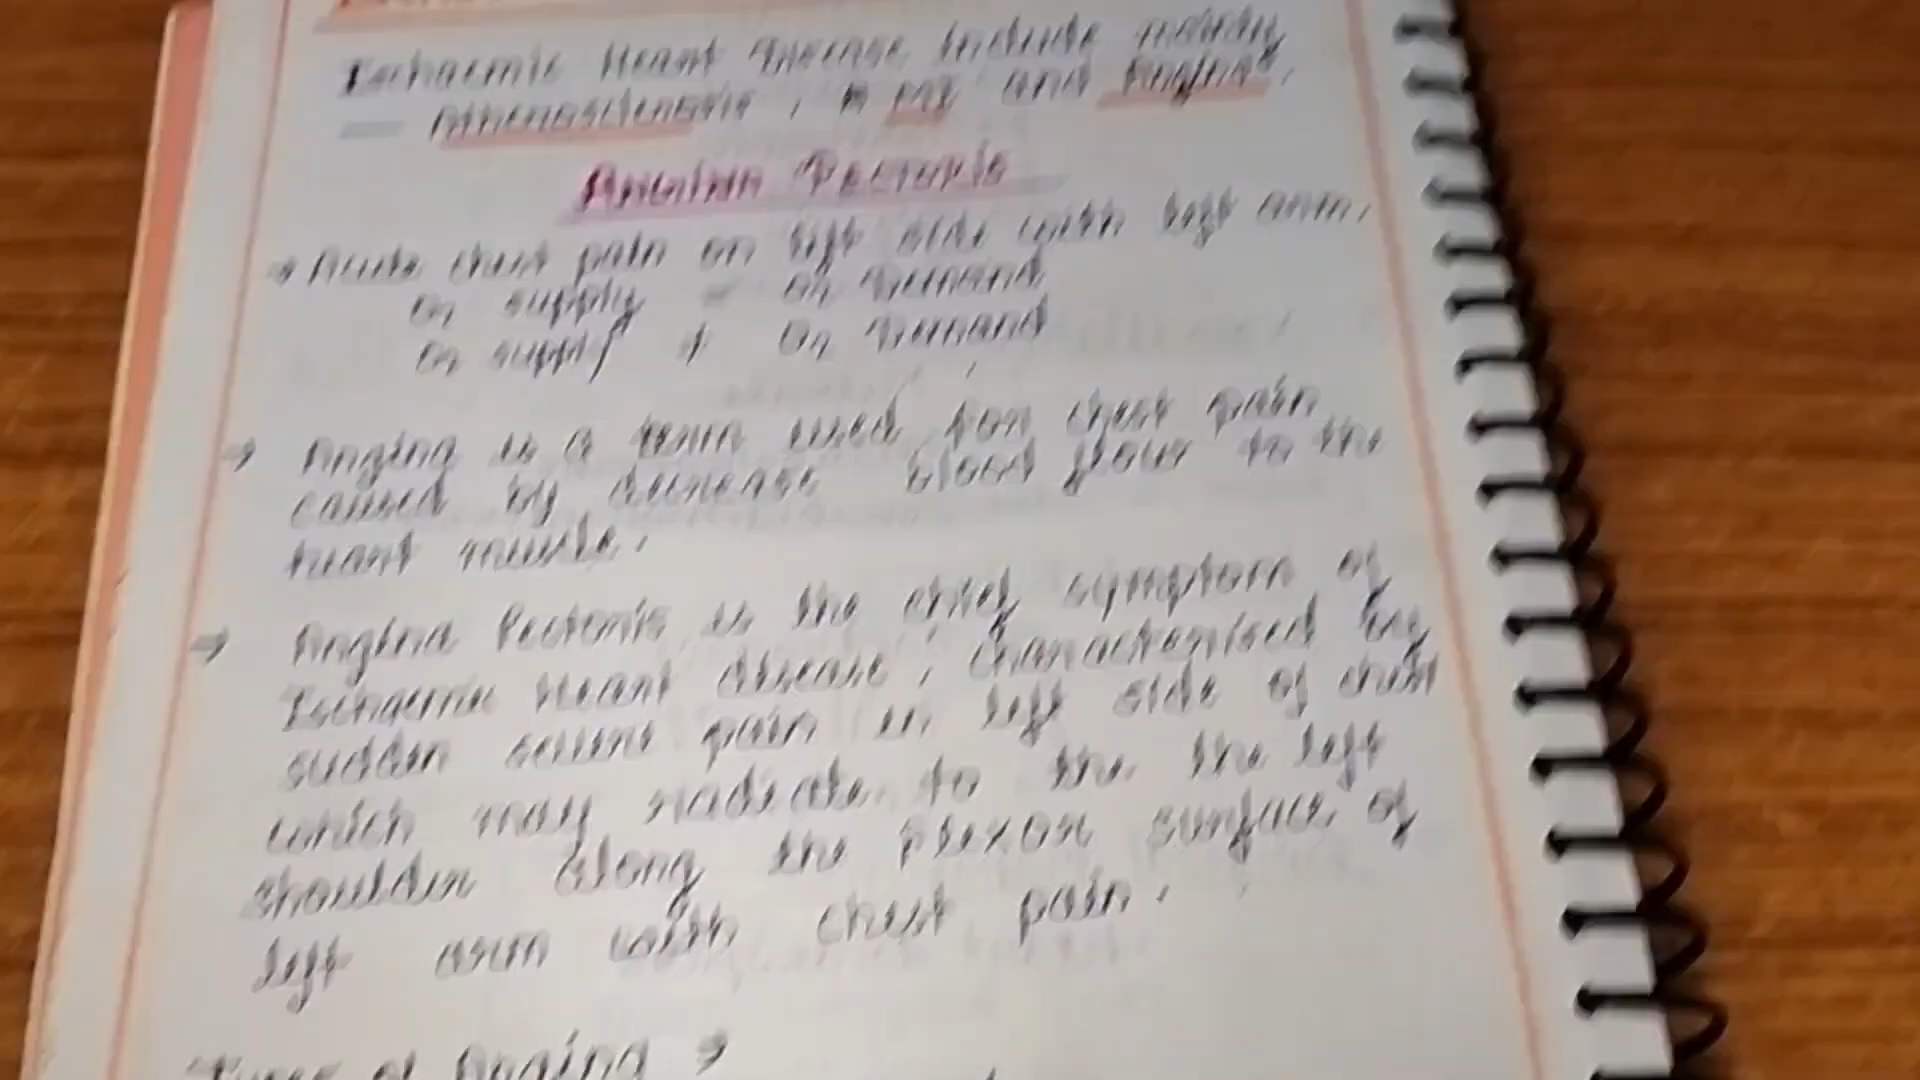 Ischaemic Heart Disease Include mainly
— Atherosclerosis, MI and Angina.
Angina Pectoris
→ Acute chest pain on left side with left arm.
O₂ supply = O₂ Demand
O₂ supply ≠ O₂ Demand
→ Angina is a term used for chest pain
caused by decrease blood flow to the
heart muscle.
→ Angina Pectoris is the chief symptom of
Ischaemic Heart disease, characterised by
sudden severe pain in left side of chest
which may radiate to the the left
shoulder along the flexor surface of
left arm with chest pain.
Types of Angina →